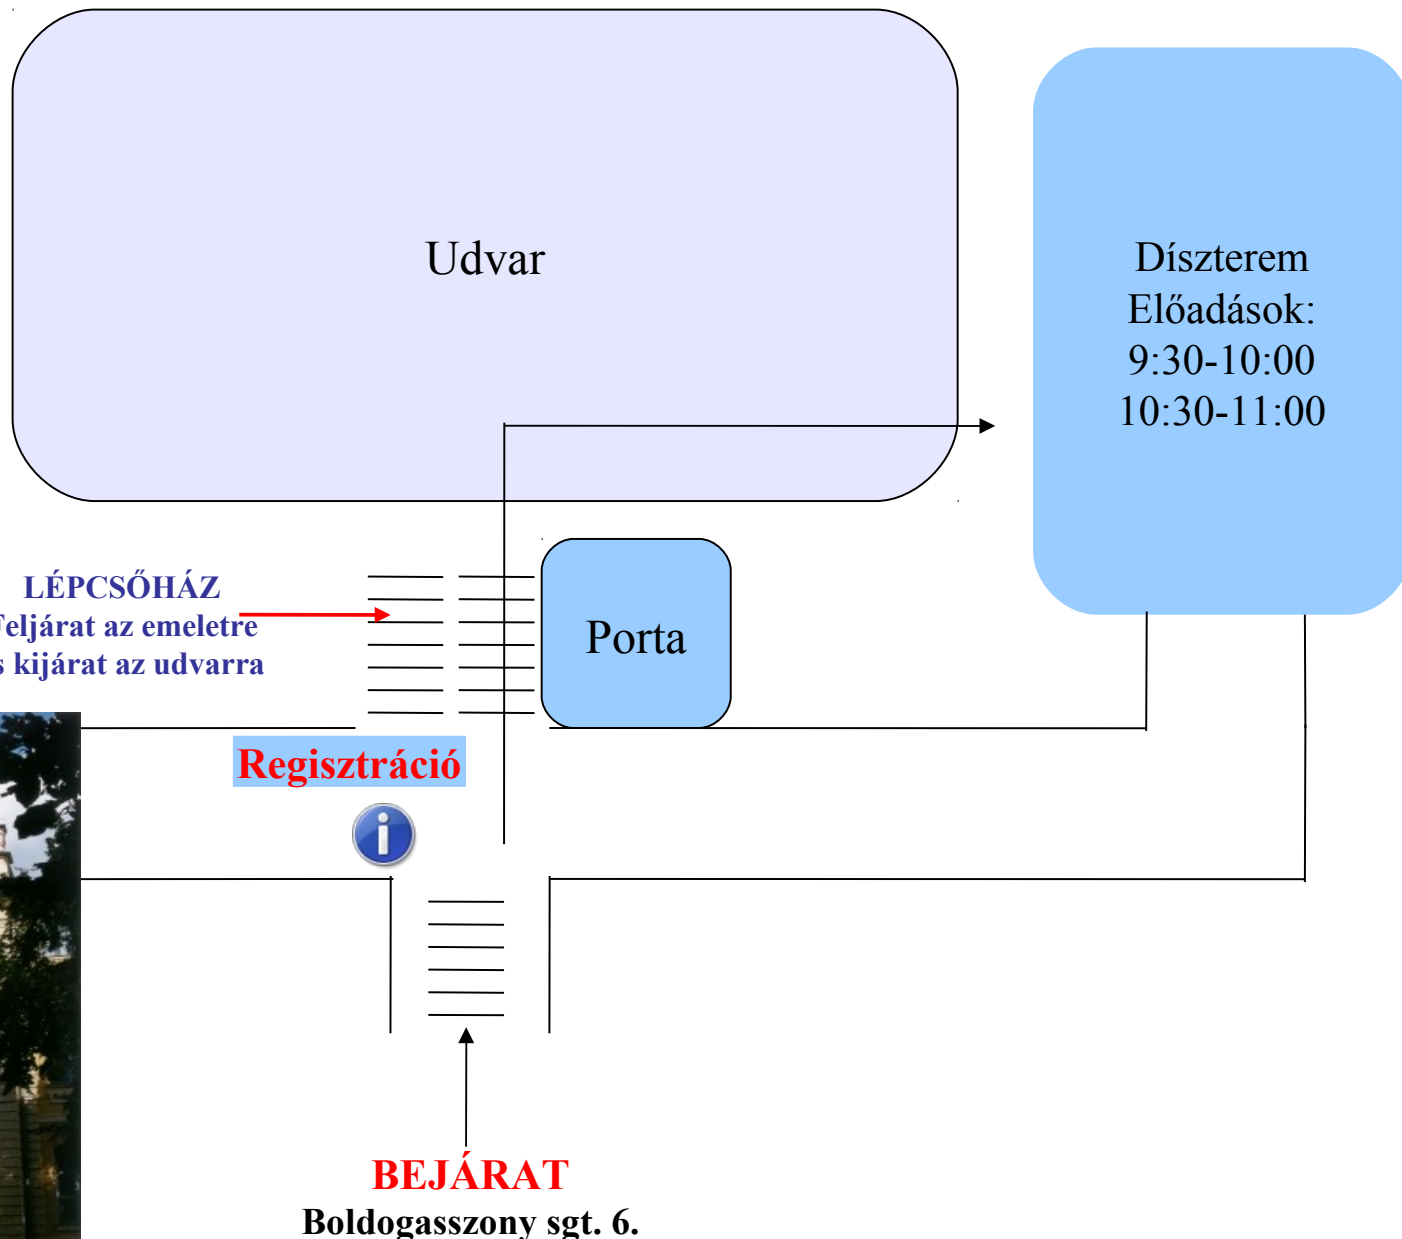 Udvar
Díszterem
Előadások:
9:30-10:00
10:30-11:00
LÉPCSŐHÁZ
az emeletre
kijárat az udvarra
Porta
Regisztráció
BEJÁRAT
Boldogasszony sgt. 6.